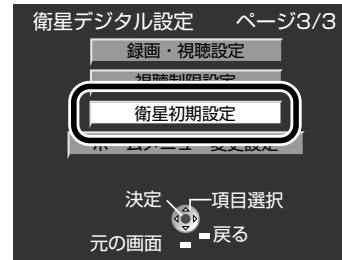 衛星デジタル設定 ページ3/3
録画・視聴設定
視聴制限設定
衛星初期設定
ホームメニュー変更設定
決定 項目選択
元の画面 戻る